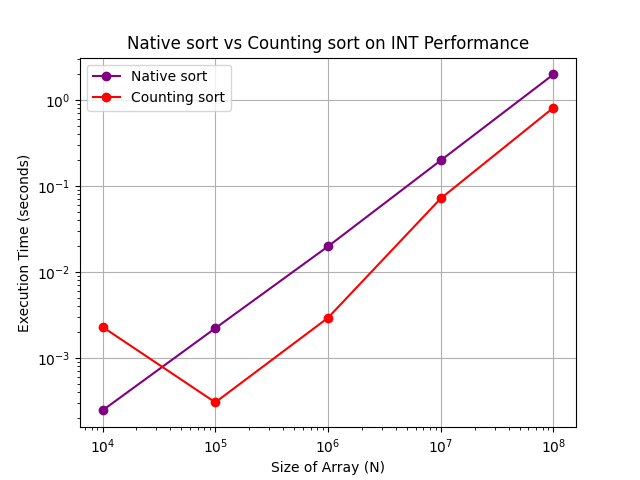 Native sort vs Counting sort on INT Performance
Native sort
Counting sort
10⁰
10⁻¹
10⁻²
10⁻³
Execution Time (seconds)
10⁴
10⁵
10⁶
10⁷
10⁸
Size of Array (N)